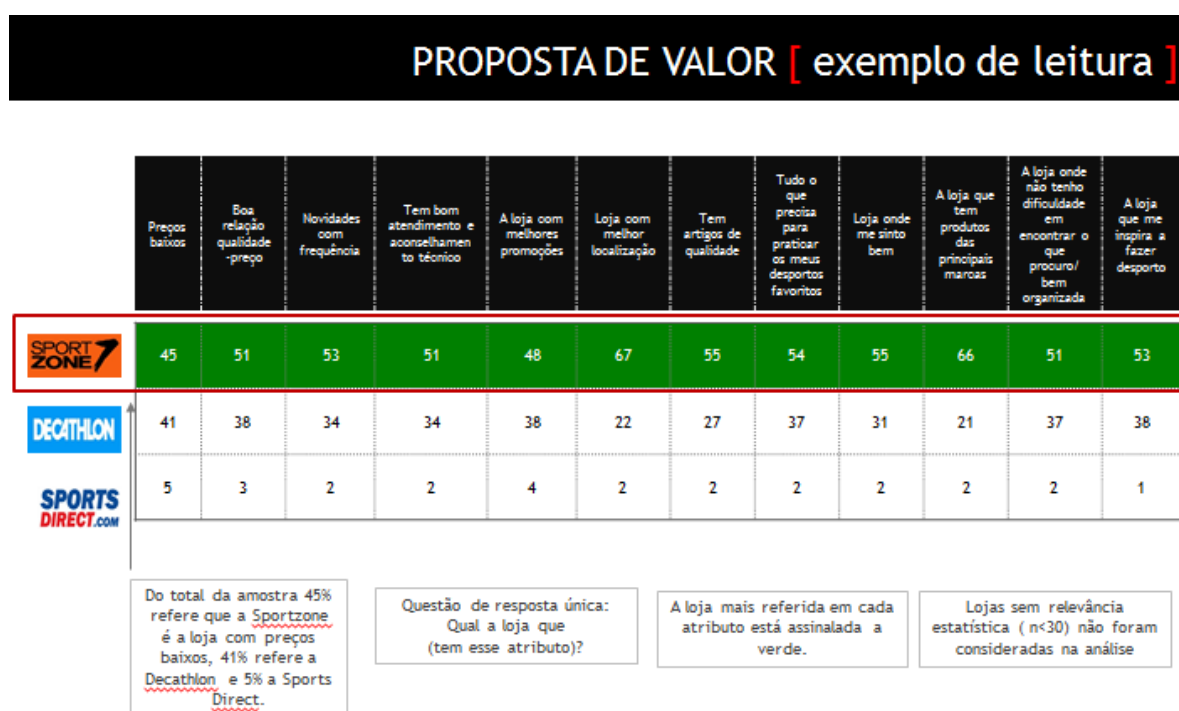 PROPOSTA DE VALOR [ exemplo de leitura ]
Preços
baixos
Boa
relação
qualidade
-preço
Novidades
com
frequência
Tem bom
atendimento e
aconselhamen
to técnico
A loja com
melhores
promoções
Loja com
melhor
localização
Tem
artigos de
qualidade
Tudo o
que
precisa
para
praticar
os meus
desportos
favoritos
Loja onde
me sinto
bem
A loja que
tem
produtos
das
principais
marcas
A loja onde
não tenho
dificuldade
em
encontrar o
que
procuro/
bem
organizada
A loja
que me
inspira a
fazer
desporto
SPORT
ZONE
45 51 53 51 48 67 55 54 55 66 51 53
DECATHLON
41 38 34 34 38 22 27 37 31 21 37 38
SPORTS
DIRECT.COM
5 3 2 2 4 2 2 2 2 2 2 1
Do total da amostra 45%
refere que a Sportzone
é a loja com preços
baixos, 41% refere a
Decathlon e 5% a Sports
Direct.
Questão de resposta única:
Qual a loja que
(tem esse atributo)?
A loja mais referida em cada
atributo está assinalada a
verde.
Lojas sem relevância
estatística ( n<30) não foram
consideradas na análise